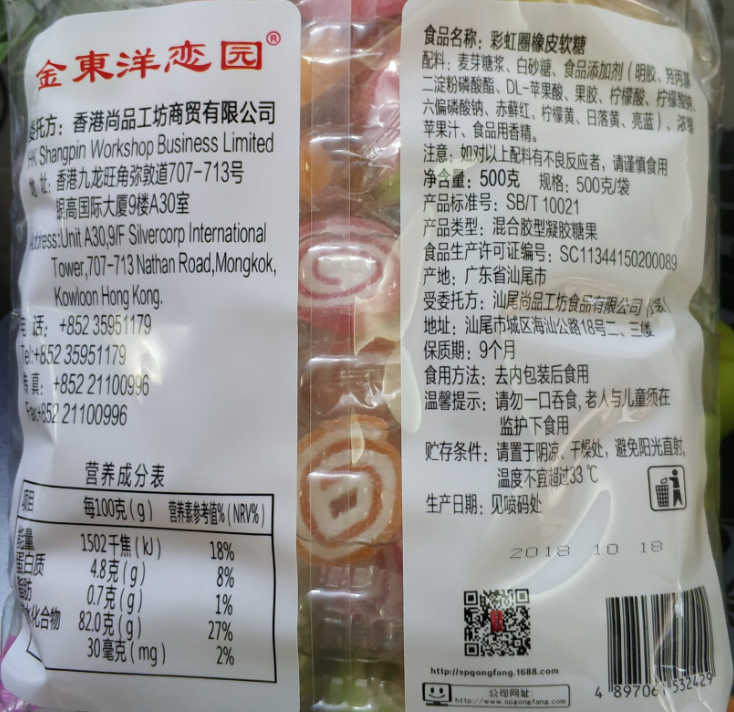 金東洋恋园®
委托方：香港尚品工坊商贸有限公司
HK Shangpin Workshop Business Limited
地 址：香港九龙旺角弥敦道707-713号
银高国际大厦9楼A30室
Address:Unit A30,9/F Silvercorp International
Tower,707-713 Nathan Road,Mongkok,
Kowloon Hong Kong.
电 话：+852 35951179
Tel:+852 35951179
传 真：+852 21100996
Fax:+852 21100996
营养成分表
项目 每100克(g) 营养素参考值%(NRV%)
能量 1502千焦(kJ) 18%
蛋白质 4.8克(g) 8%
脂肪 0.7克(g) 1%
水化合物 82.0克(g) 27%
30毫克(mg) 2%
食品名称：彩虹圈橡皮软糖
配料：麦芽糖浆、白砂糖、食品添加剂(明胶、羟丙基
二淀粉磷酸酯、DL-苹果酸、果胶、柠檬酸、柠檬酸钠、
六偏磷酸钠、赤藓红、柠檬黄、日落黄、亮蓝)、浓缩
苹果汁、食品用香精。
注意：如对以上配料有不良反应者，请谨慎食用
净含量：500克 规格：500克/袋
产品标准号：SB/T 10021
产品类型：混合胶型凝胶糖果
食品生产许可证编号：SC11344150200089
产地：广东省汕尾市
受委托方：汕尾尚品工坊食品有限公司
地址：汕尾市城区海汕公路18号二、三楼
保质期：9个月
食用方法：去内包装后食用
温馨提示：请勿一口吞食，老人与儿童须在
监护下食用
贮存条件：请置于阴凉、干燥处，避免阳光直射，
温度不宜超过33℃
生产日期：见喷码处
2018 10 18
http://spgongfang.1688.com
公司网址：
http://www.spgongfang.com
4 897061 532429